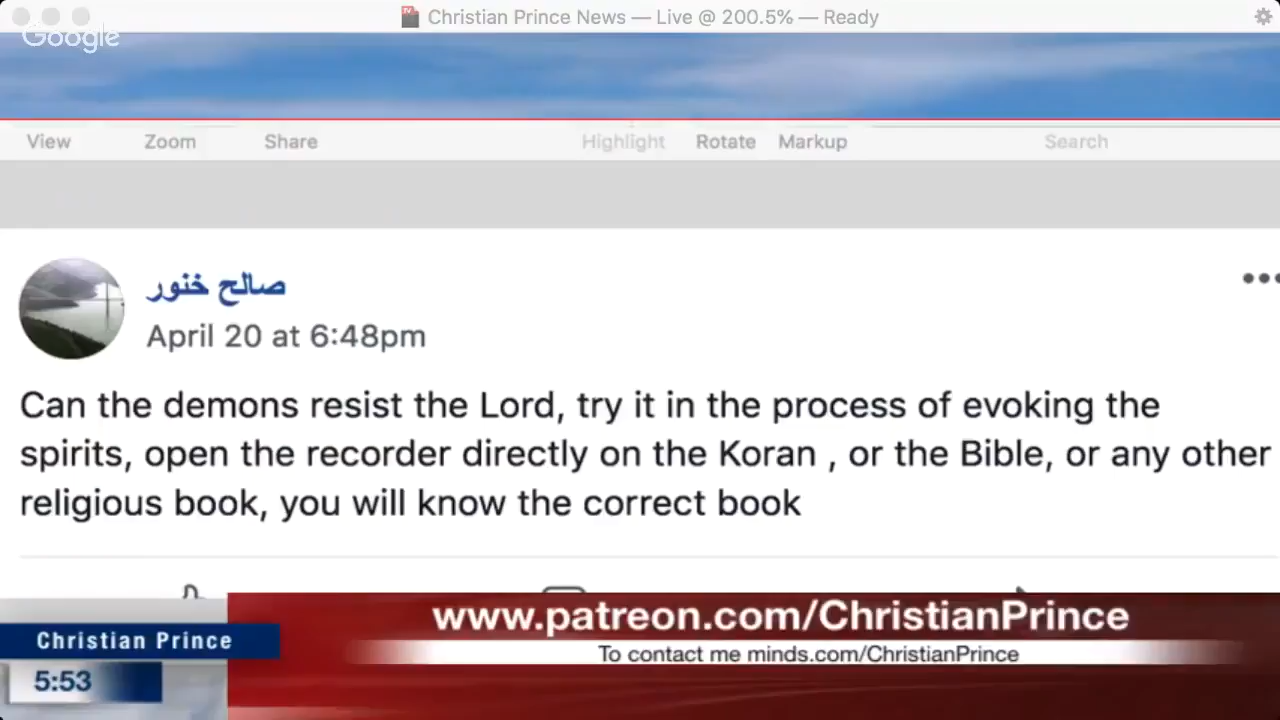 Christian Prince News — Live @ 200.5% — Ready
Google
View Zoom Share Highlight Rotate Markup Search
صالح خنور
April 20 at 6:48pm
Can the demons resist the Lord, try it in the process of evoking the
spirits, open the recorder directly on the Koran , or the Bible, or any other
religious book, you will know the correct book
www.patreon.com/ChristianPrince
Christian Prince
To contact me minds.com/ChristianPrince
5:53